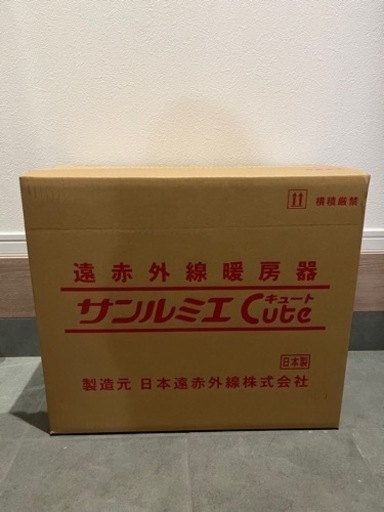 横積厳禁
遠赤外線暖房器
サンルミエ Cute キュート
日本製
製造元 日本遠赤外線株式会社